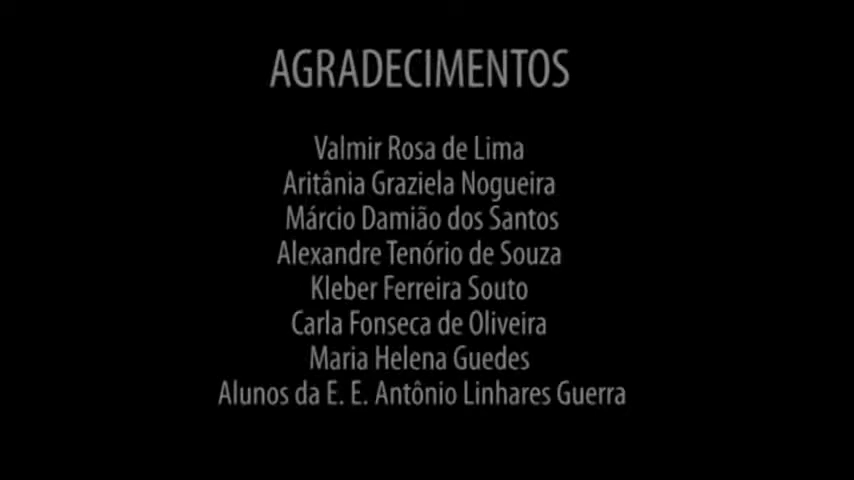 AGRADECIMENTOS
Valmir Rosa de Lima
Aritânia Graziela Nogueira
Márcio Damião dos Santos
Alexandre Tenório de Souza
Kleber Ferreira Souto
Carla Fonseca de Oliveira
Maria Helena Guedes
Alunos da E. E. Antônio Linhares Guerra